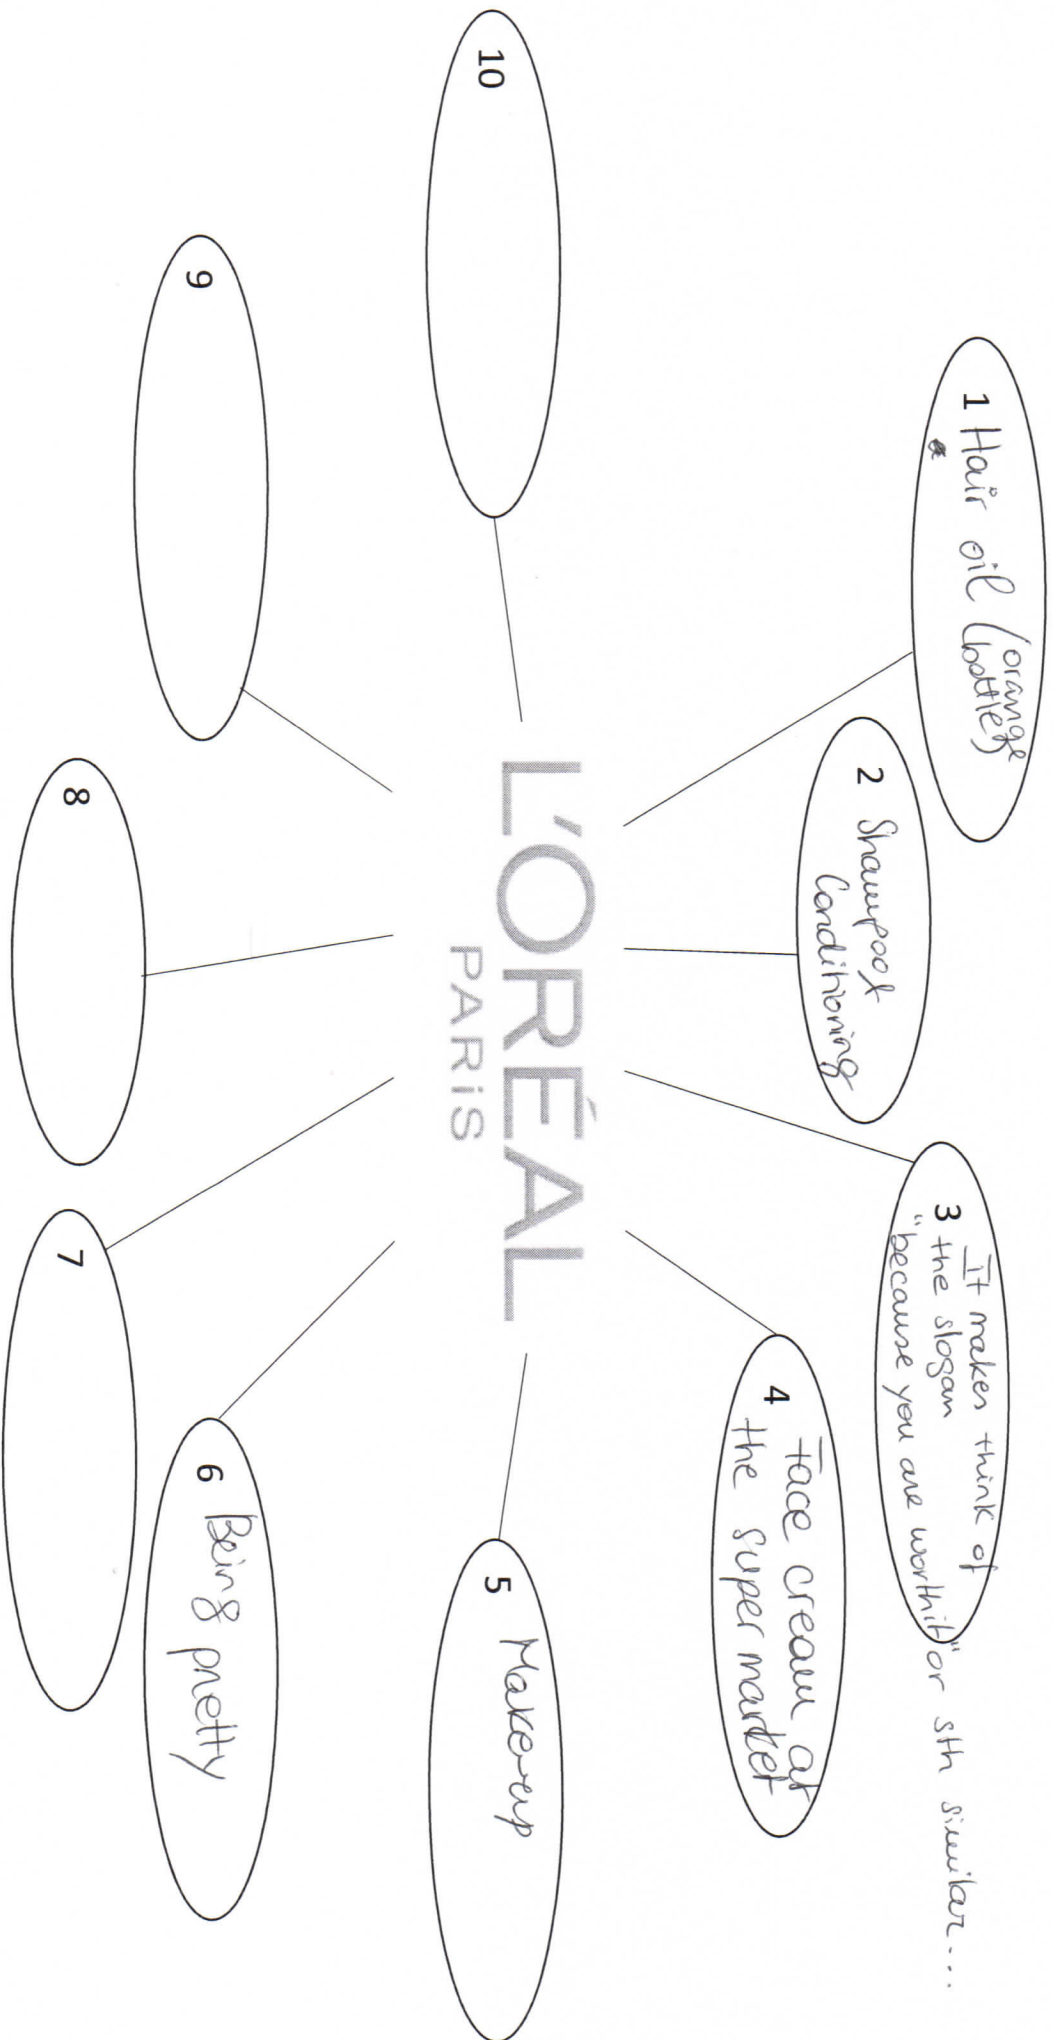 1 Hair oil (orange
bottle)
2 Shampoo &
Conditioning
It makes think of
3 the slogan
"because you are worthit" or sth similar...
4 Face cream at
the supermarket
5 Make-up
6 Being pretty
7
8
9
10
L'ORÉAL
PARiS